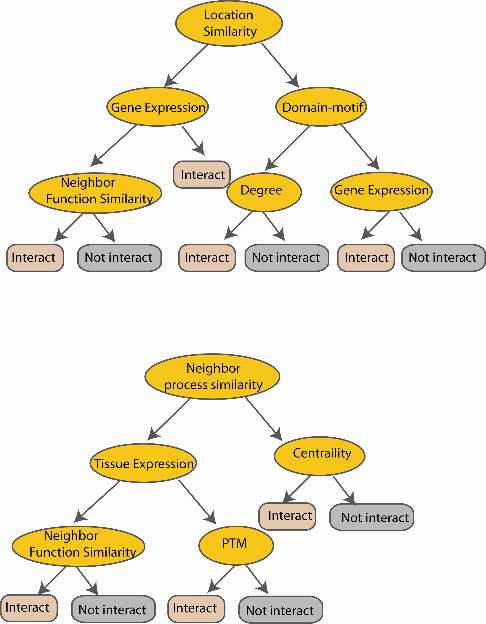 Location
Similarity
Gene Expression
Domain-motif
Interact
Neighbor
Function Similarity
Degree
Gene Expression
Interact
Not interact
Interact
Not interact
Interact
Not interact
Neighbor
process similarity
Tissue Expression
Centraility
Interact
Not interact
Neighbor
Function Similarity
PTM
Interact
Not interact
Interact
Not interact